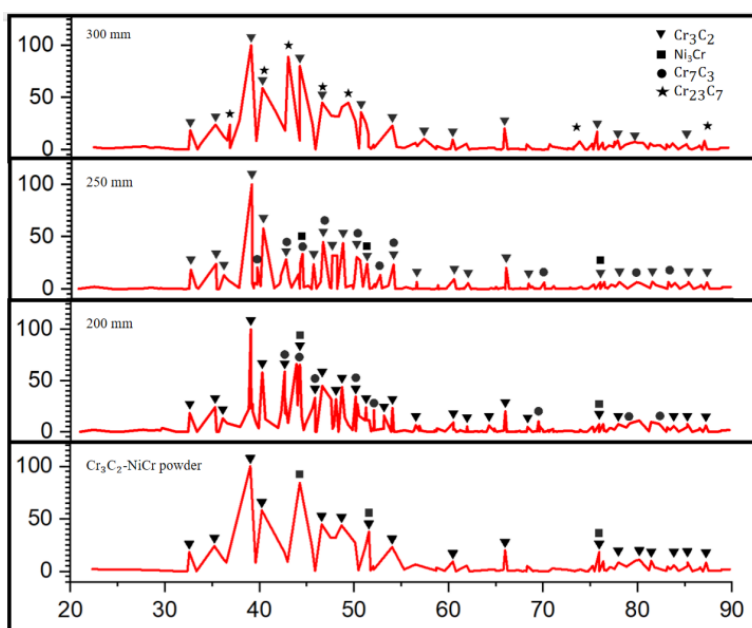 300 mm
100
50
0
▼ Cr₃C₂
■ Ni₃Cr
● Cr₇C₃
★ Cr₂₃C₇
250 mm
100
50
0
200 mm
100
50
0
Cr₃C₂-NiCr powder
100
50
0
20 30 40 50 60 70 80 90